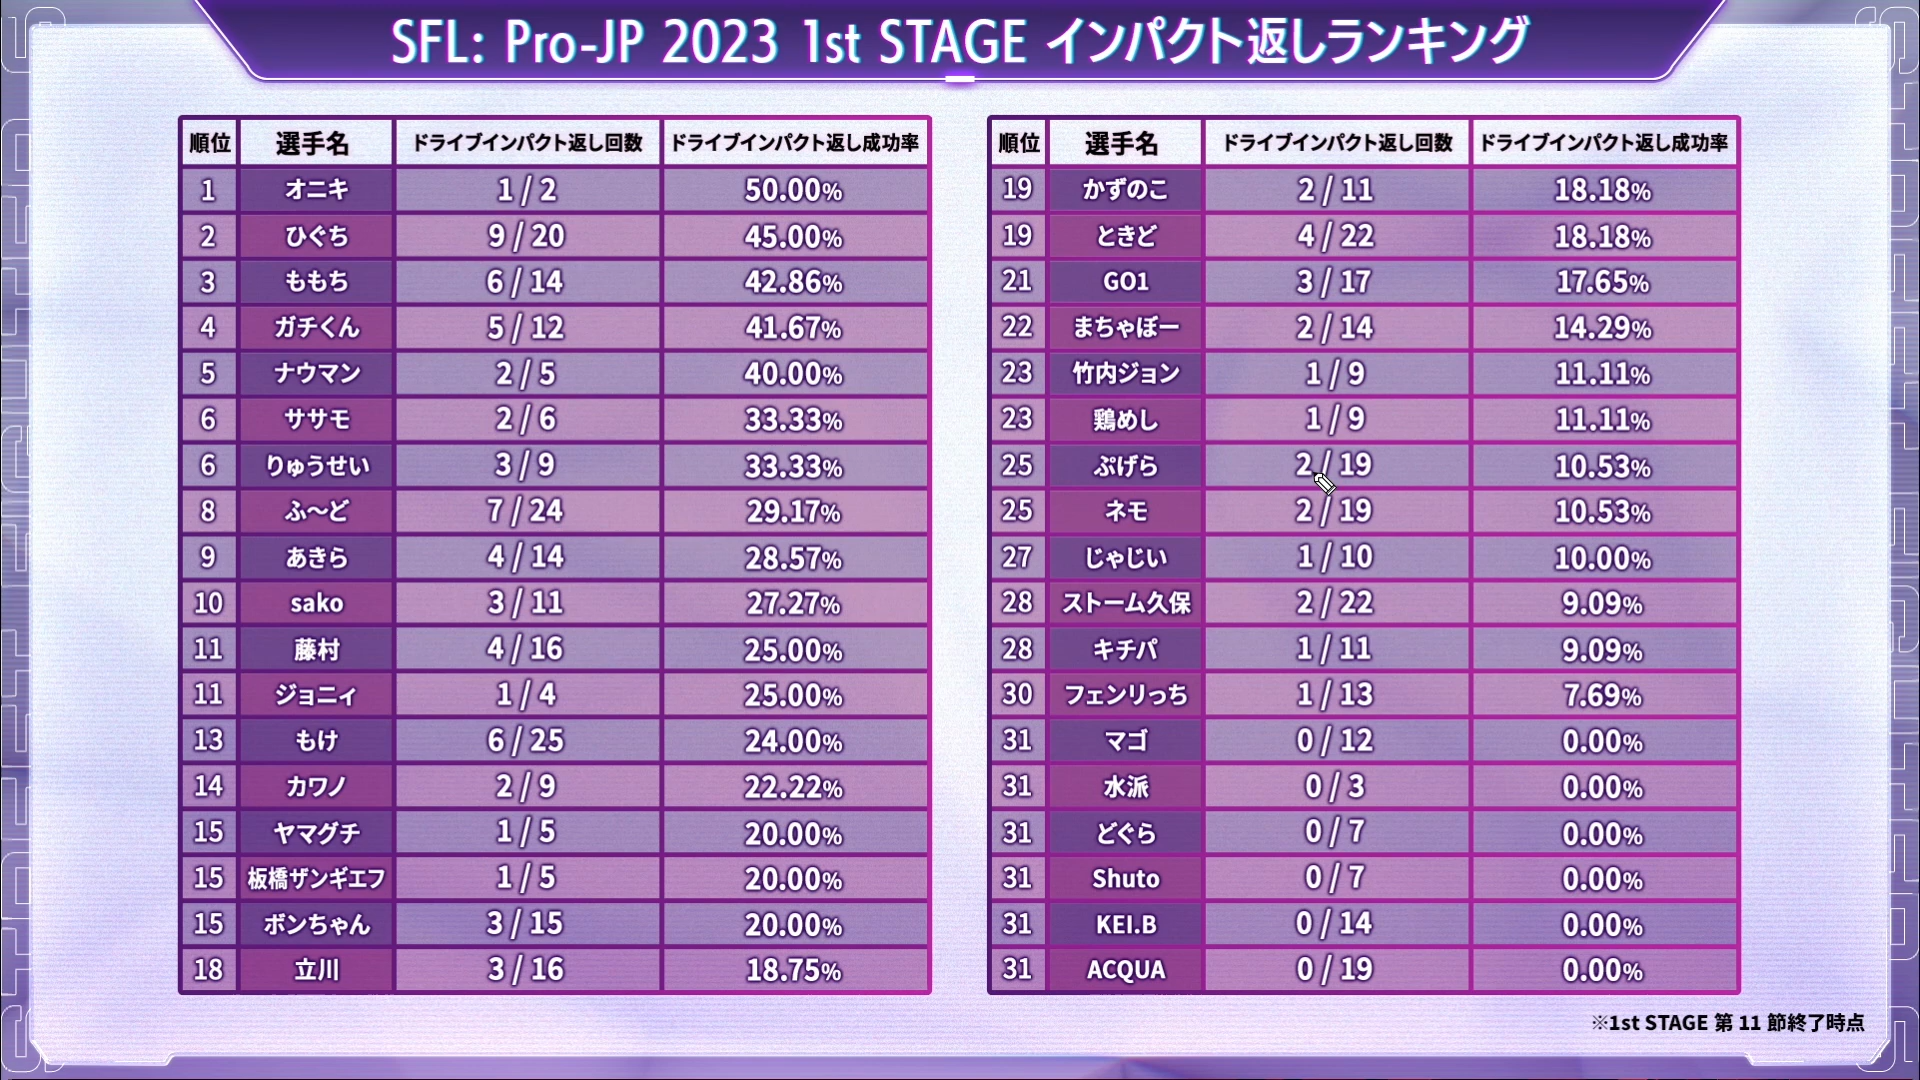 SFL: Pro-JP 2023 1st STAGE インパクト返しランキング
順位 選手名 ドライブインパクト返し回数 ドライブインパクト返し成功率
1 オニキ 1 / 2 50.00%
2 ひぐち 9 / 20 45.00%
3 ももち 6 / 14 42.86%
4 ガチくん 5 / 12 41.67%
5 ナウマン 2 / 5 40.00%
6 ササモ 2 / 6 33.33%
6 りゅうせい 3 / 9 33.33%
8 ふ〜ど 7 / 24 29.17%
9 あきら 4 / 14 28.57%
10 sako 3 / 11 27.27%
11 藤村 4 / 16 25.00%
11 ジョニィ 1 / 4 25.00%
13 もけ 6 / 25 24.00%
14 カワノ 2 / 9 22.22%
15 ヤマグチ 1 / 5 20.00%
15 板橋ザンギエフ 1 / 5 20.00%
15 ボンちゃん 3 / 15 20.00%
18 立川 3 / 16 18.75%
順位 選手名 ドライブインパクト返し回数 ドライブインパクト返し成功率
19 かずのこ 2 / 11 18.18%
19 ときど 4 / 22 18.18%
21 GO1 3 / 17 17.65%
22 まちゃぼー 2 / 14 14.29%
23 竹内ジョン 1 / 9 11.11%
23 鶏めし 1 / 9 11.11%
25 ぷげら 2 / 19 10.53%
25 ネモ 2 / 19 10.53%
27 じゃじい 1 / 10 10.00%
28 ストーム久保 2 / 22 9.09%
28 キチパ 1 / 11 9.09%
30 フェンリっち 1 / 13 7.69%
31 マゴ 0 / 12 0.00%
31 水派 0 / 3 0.00%
31 どぐら 0 / 7 0.00%
31 Shuto 0 / 7 0.00%
31 KEI.B 0 / 14 0.00%
31 ACQUA 0 / 19 0.00%
※1st STAGE 第 11 節終了時点